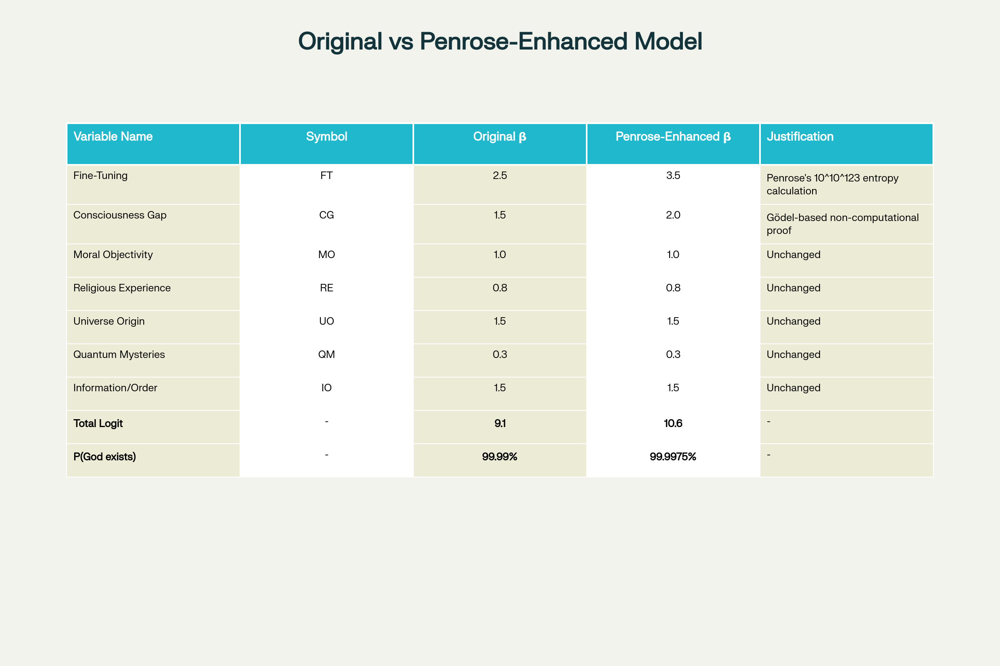 Original vs Penrose-Enhanced Model
Variable Name Symbol Original β Penrose-Enhanced β Justification
Fine-Tuning FT 2.5 3.5 Penrose's 10^10^123 entropy
calculation
Consciousness Gap CG 1.5 2.0 Gödel-based non-computational
proof
Moral Objectivity MO 1.0 1.0 Unchanged
Religious Experience RE 0.8 0.8 Unchanged
Universe Origin UO 1.5 1.5 Unchanged
Quantum Mysteries QM 0.3 0.3 Unchanged
Information/Order IO 1.5 1.5 Unchanged
Total Logit - 9.1 10.6 -
P(God exists) - 99.99% 99.9975% -